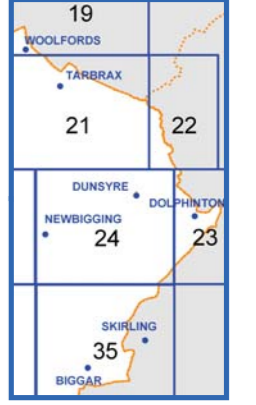 19
WOOLFORDS
TARBRAX
21
22
DUNSYRE
DOLPHINTON
NEWBIGGING
24
23
SKIRLING
35
BIGGAR